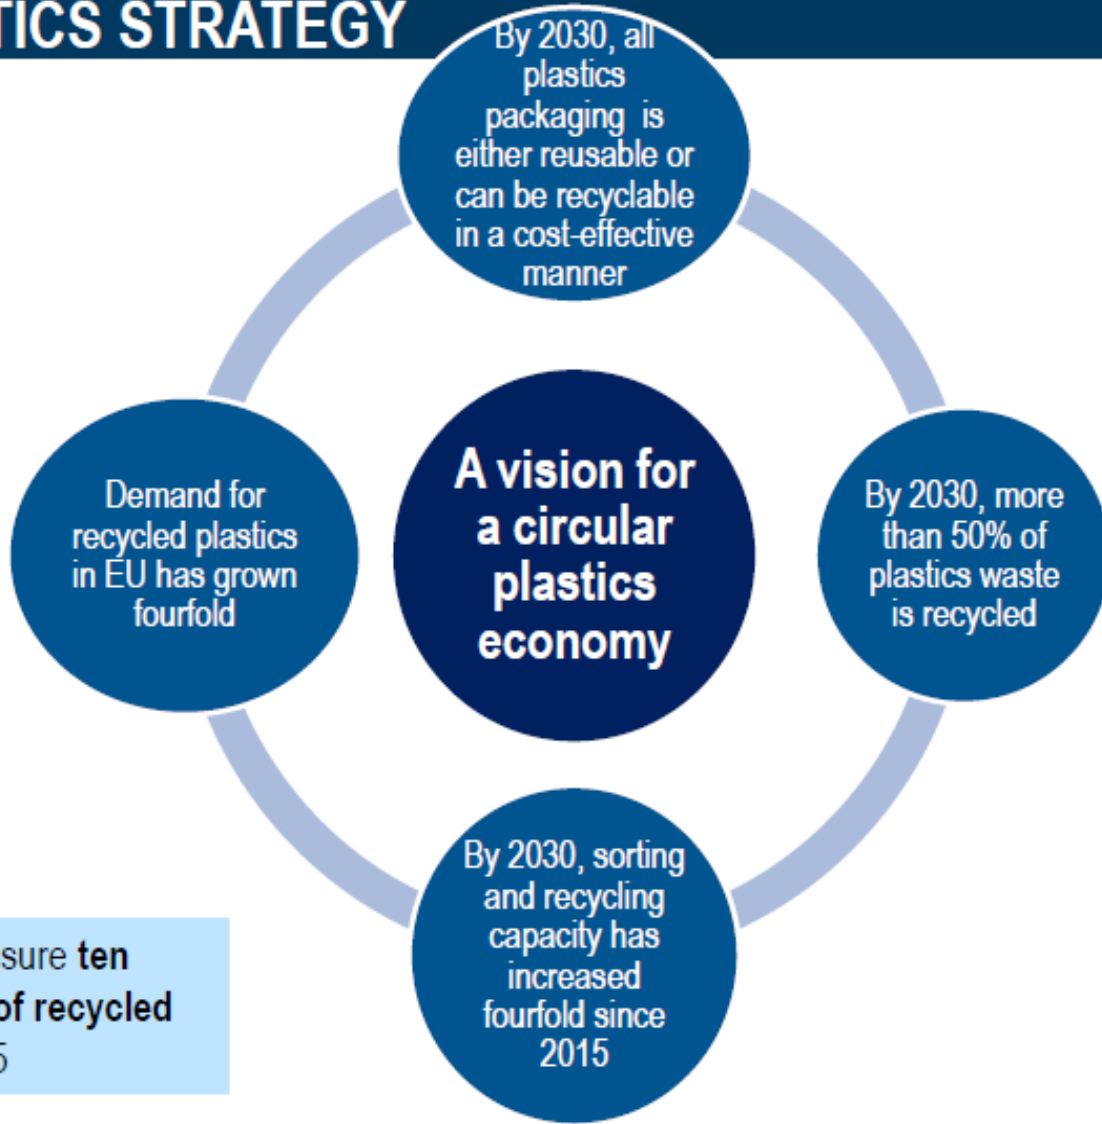 STRATEGY
By 2030, all
plastics
packaging is
either reusable or
can be recyclable
in a cost-effective
manner
Demand for
recycled plastics
in EU has grown
fourfold
A vision for
a circular
plastics
economy
By 2030, more
than 50% of
plastics waste
is recycled
By 2030, sorting
and recycling
capacity has
increased
fourfold since
2015
ten
of recycled